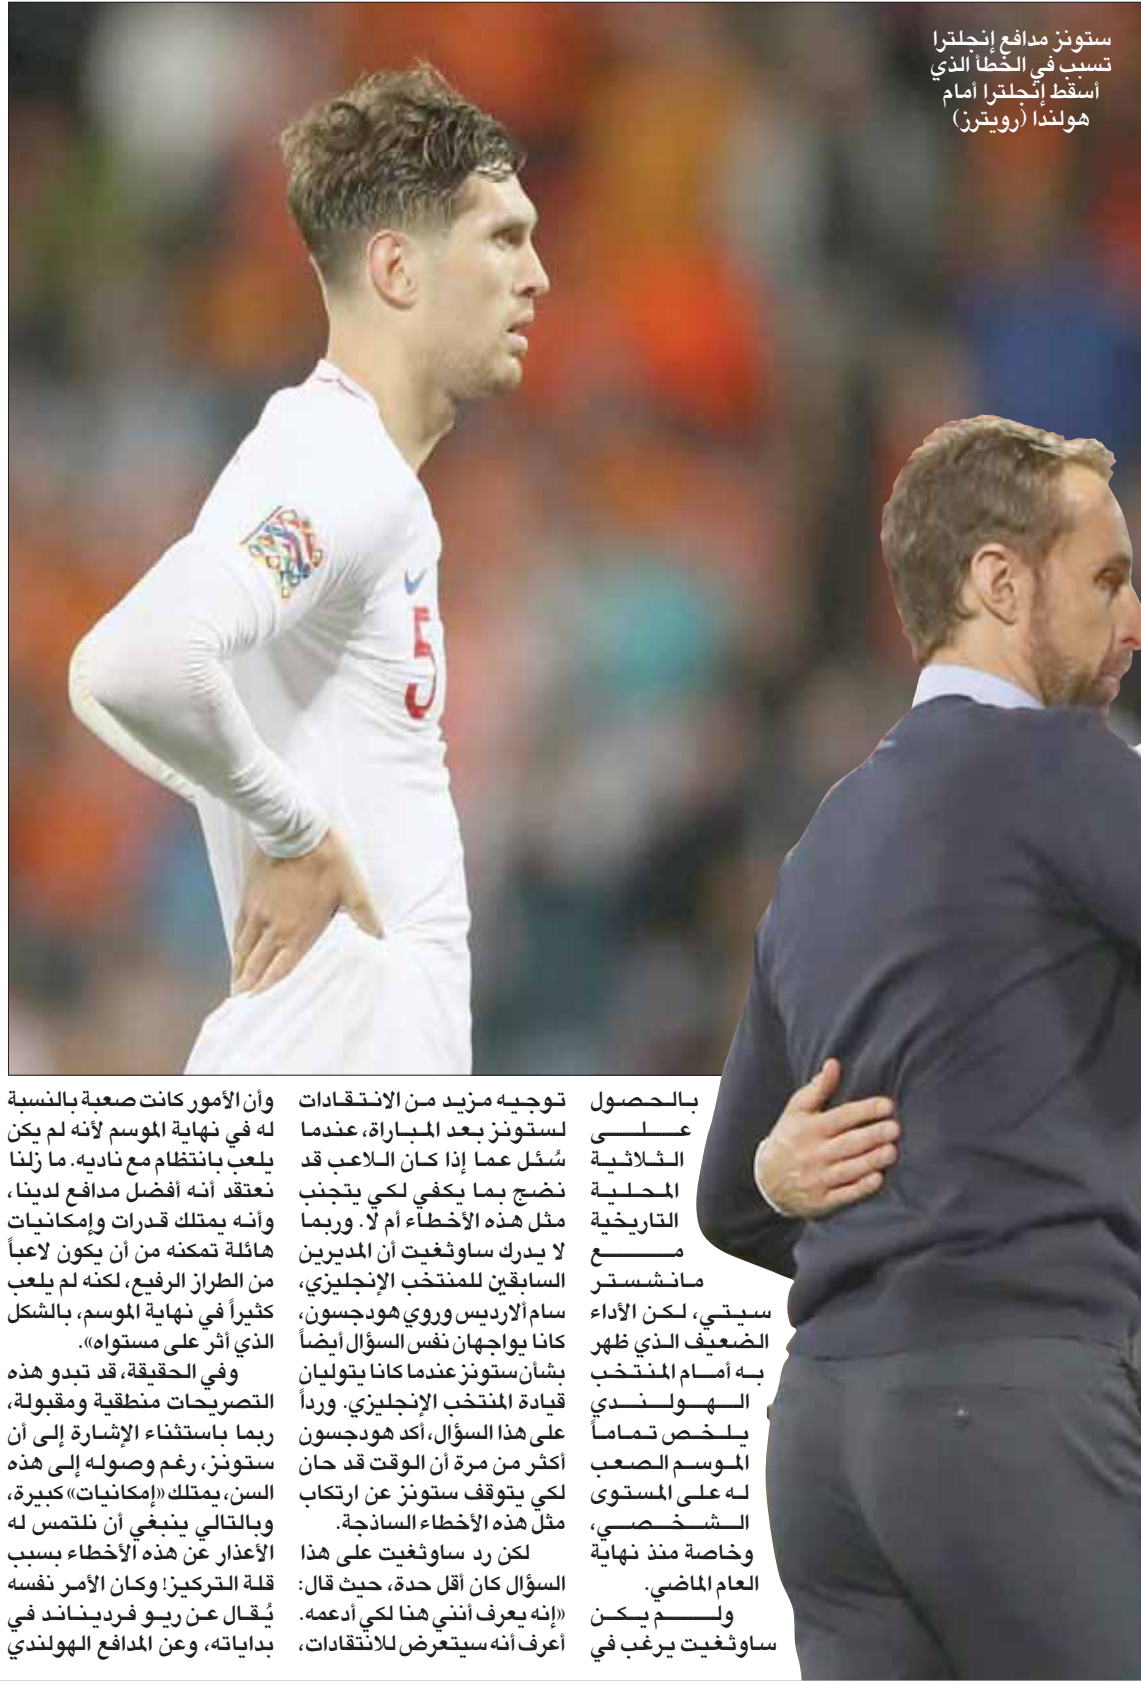 ستونز مدافع إنجلترا
تسبب في الخطأ الذي
أسقط إنجلترا أمام
هولندا (رويترز)
5
بالحصول
على
الثلاثية
المحلية
التاريخية
مع
مانشستر
سيتي، لكن الأداء
الضعيف الذي ظهر
به أمام المنتخب
الهولندي
يلخص تماماً
الموسم الصعب
له على المستوى
الشخصي،
وخاصة منذ نهاية
العام الماضي.
ولم يكن
ساوثغيت يرغب في
توجيه مزيد من الانتقادات
لستونز بعد المباراة، عندما
سُئل عما إذا كان اللاعب قد
نضج بما يكفي لكي يتجنب
مثل هذه الأخطاء أم لا. وربما
لا يدرك ساوثغيت أن المديرين
السابقين للمنتخب الإنجليزي،
سام ألارديس وروي هودجسون،
كانا يواجهان نفس السؤال أيضاً
بشأن ستونز عندما كانا يتوليان
قيادة المنتخب الإنجليزي. ورداً
على هذا السؤال، أكد هودجسون
أكثر من مرة أن الوقت قد حان
لكي يتوقف ستونز عن ارتكاب
مثل هذه الأخطاء الساذجة.
لكن رد ساوثغيت على هذا
السؤال كان أقل حدة، حيث قال:
«إنه يعرف أنني هنا لكي أدعمه.
أعرف أنه سيتعرض للانتقادات،
وأن الأمور كانت صعبة بالنسبة
له في نهاية الموسم لأنه لم يكن
يلعب بانتظام مع ناديه. ما زلنا
نعتقد أنه أفضل مدافع لدينا،
وأنه يمتلك قدرات وإمكانيات
هائلة تمكنه من أن يكون لاعباً
من الطراز الرفيع، لكنه لم يلعب
كثيراً في نهاية الموسم، بالشكل
الذي أثر على مستواه».
وفي الحقيقة، قد تبدو هذه
التصريحات منطقية ومقبولة،
ربما باستثناء الإشارة إلى أن
ستونز، رغم وصوله إلى هذه
السن، يمتلك «إمكانيات» كبيرة،
وبالتالي ينبغي أن نلتمس له
الأعذار عن هذه الأخطاء بسبب
قلة التركيز! وكان الأمر نفسه
يُقال عن ريو فرديناند في
بداياته، وعن المدافع الهولندي